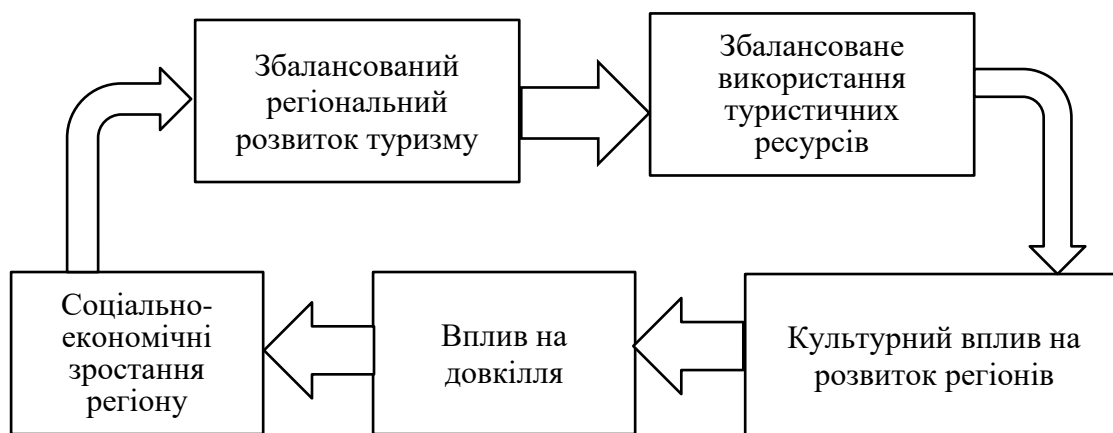 Збалансований
регіональний
розвиток туризму
Збалансоване
використання
туристичних
ресурсів
Соціально-
економічні
зростання
регіону
Вплив на
довкілля
Культурний вплив на
розвиток регіонів